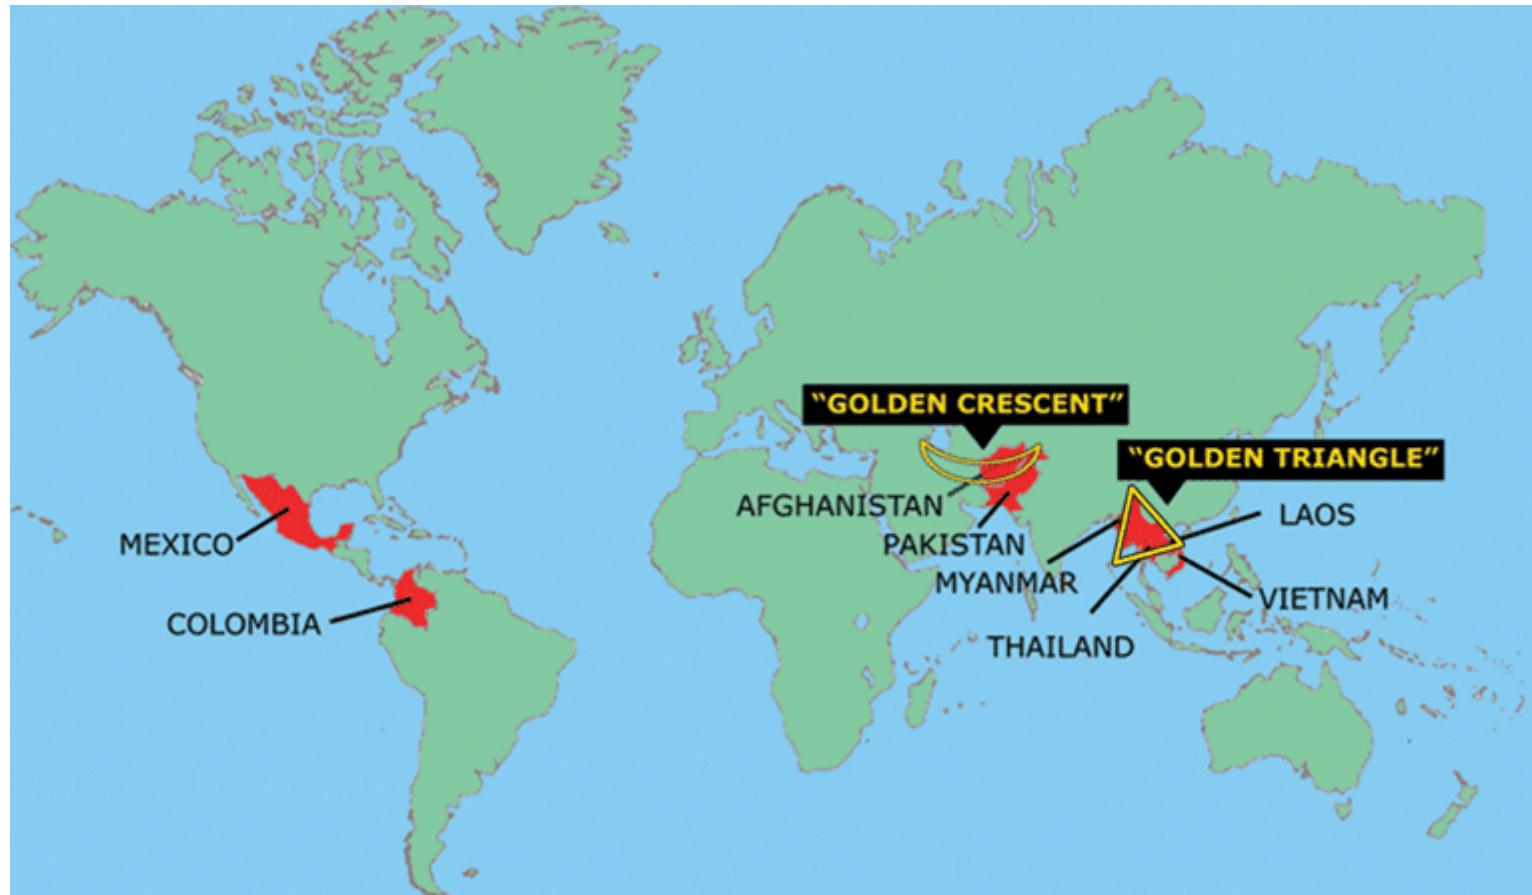 “GOLDEN CRESCENT”
“GOLDEN TRIANGLE”
AFGHANISTAN
LAOS
MEXICO
PAKISTAN
MYANMAR
VIETNAM
COLOMBIA
THAILAND